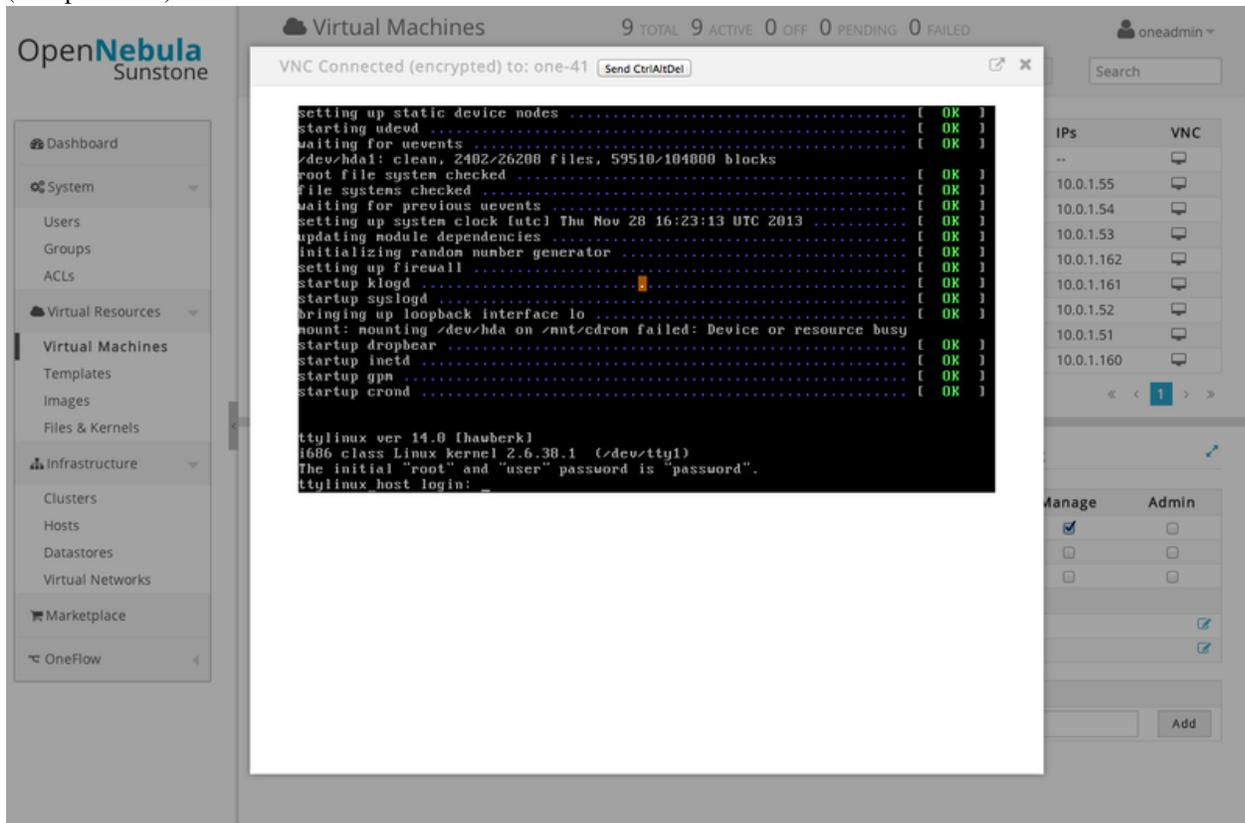 OpenNebula
Sunstone
Virtual Machines
9 TOTAL 9 ACTIVE 0 OFF 0 PENDING 0 FAILED
oneadmin
VNC Connected (encrypted) to: one-41 Send CtrlAltDel
Search
Dashboard
System
Users
Groups
ACLs
Virtual Resources
Virtual Machines
Templates
Images
Files & Kernels
Infrastructure
Clusters
Hosts
Datastores
Virtual Networks
Marketplace
OneFlow
setting up static device nodes ........................................ [ OK ]
starting udevd ........................................ [ OK ]
waiting for uevents ........................................ [ OK ]
/dev/hda1: clean, 2402/26208 files, 59510/104800 blocks
root file system checked ........................................ [ OK ]
file systems checked ........................................ [ OK ]
waiting for previous uevents ........................................ [ OK ]
setting up system clock [utc] Thu Nov 28 16:23:13 UTC 2013 ............ [ OK ]
updating module dependencies ........................................ [ OK ]
initializing random number generator ........................................ [ OK ]
setting up firewall ........................................ [ OK ]
startup klogd ........................................ [ OK ]
startup syslogd ........................................ [ OK ]
bringing up loopback interface lo ........................................ [ OK ]
mount: mounting /dev/hda on /mnt/cdrom failed: Device or resource busy
startup dropbear ........................................ [ OK ]
startup inetd ........................................ [ OK ]
startup gpm ........................................ [ OK ]
startup crond ........................................ [ OK ]
ttylinux ver 14.0 [hawberk]
i686 class Linux kernel 2.6.38.1 (/dev/tty1)
The initial "root" and "user" password is "password".
ttylinux_host login: _
IPs VNC
--
10.0.1.55
10.0.1.54
10.0.1.53
10.0.1.162
10.0.1.161
10.0.1.52
10.0.1.51
10.0.1.160
« < 1 > »
Manage Admin
Add